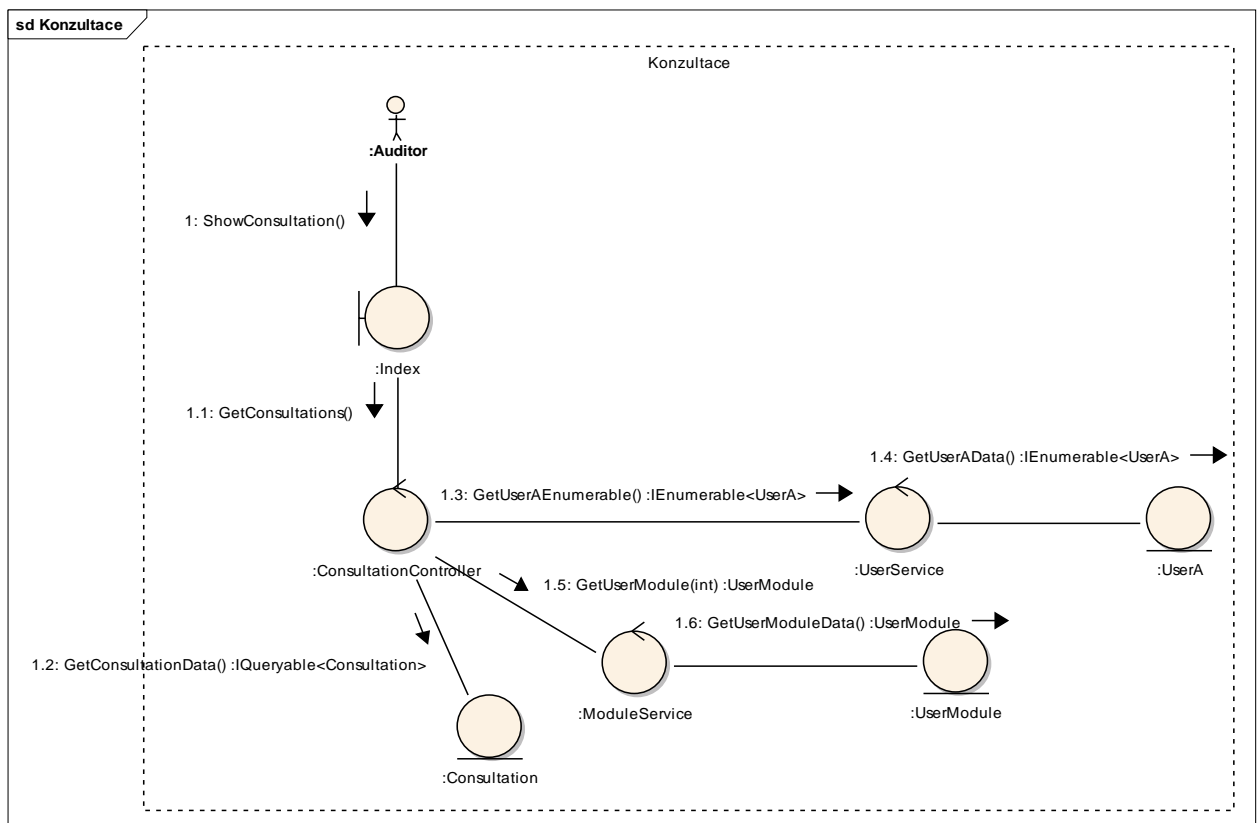 sd Konzultace
Konzultace
:Auditor
1: ShowConsultation()
:Index
1.1: GetConsultations()
1.4: GetUserAData() :IEnumerable<UserA>
1.3: GetUserAEnumerable() :IEnumerable<UserA>
:ConsultationController
:UserService
:UserA
1.5: GetUserModule(int) :UserModule
1.6: GetUserModuleData() :UserModule
1.2: GetConsultationData() :IQueryable<Consultation>
:ModuleService
:UserModule
:Consultation